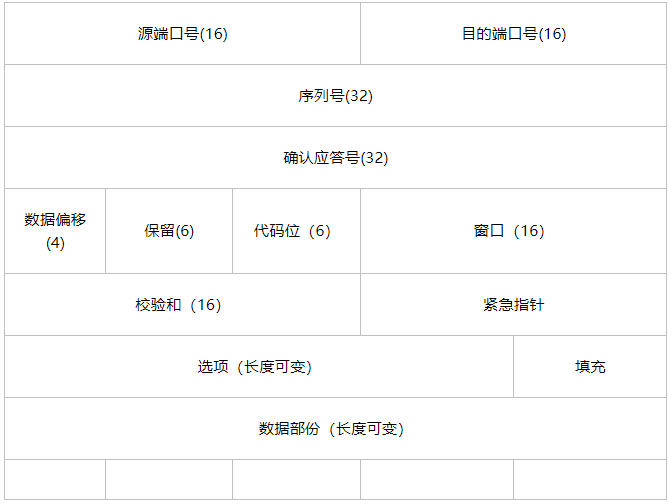 源端口号(16)
目的端口号(16)
序列号(32)
确认应答号(32)
数据偏移
(4)
保留(6)
代码位（6）
窗口（16）
校验和（16）
紧急指针
选项（长度可变）
填充
数据部份（长度可变）